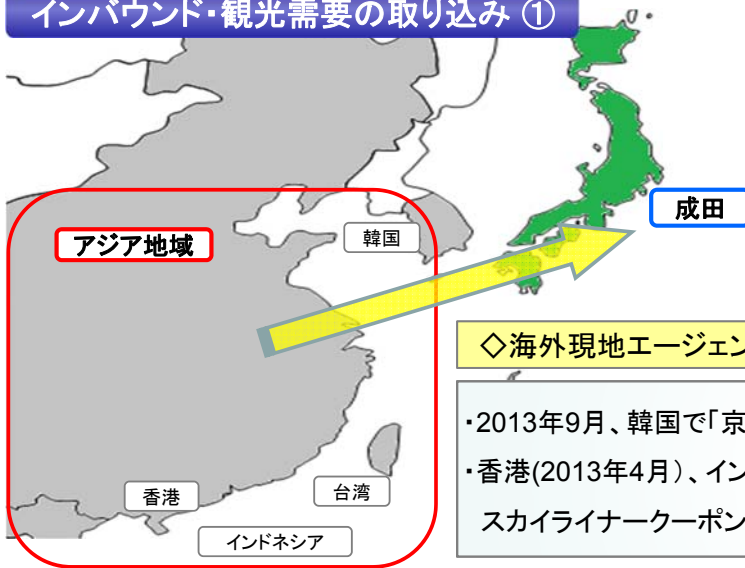 インバウンド・観光需要の取り込み ①
アジア地域
韓国
成田
香港
台湾
インドネシア
◇海外現地エージェン
・2013年9月、韓国で「京
・香港(2013年4月)、イン
スカイライナークーポン